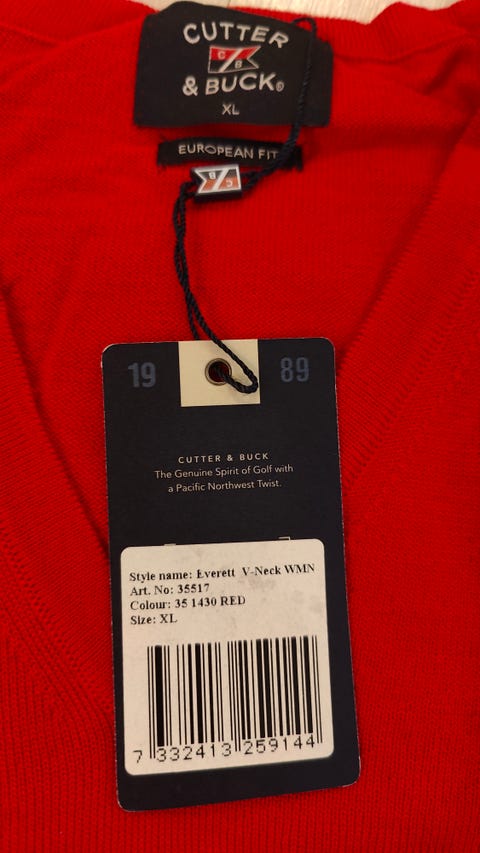 CUTTER
C B
& BUCK®
XL
EUROPEAN FIT
B C
19 89
CUTTER & BUCK
The Genuine Spirit of Golf with
a Pacific Northwest Twist.
Style name: Everett V-Neck WMN
Art. No: 35517
Colour: 35 1430 RED
Size: XL
7 332413 259144